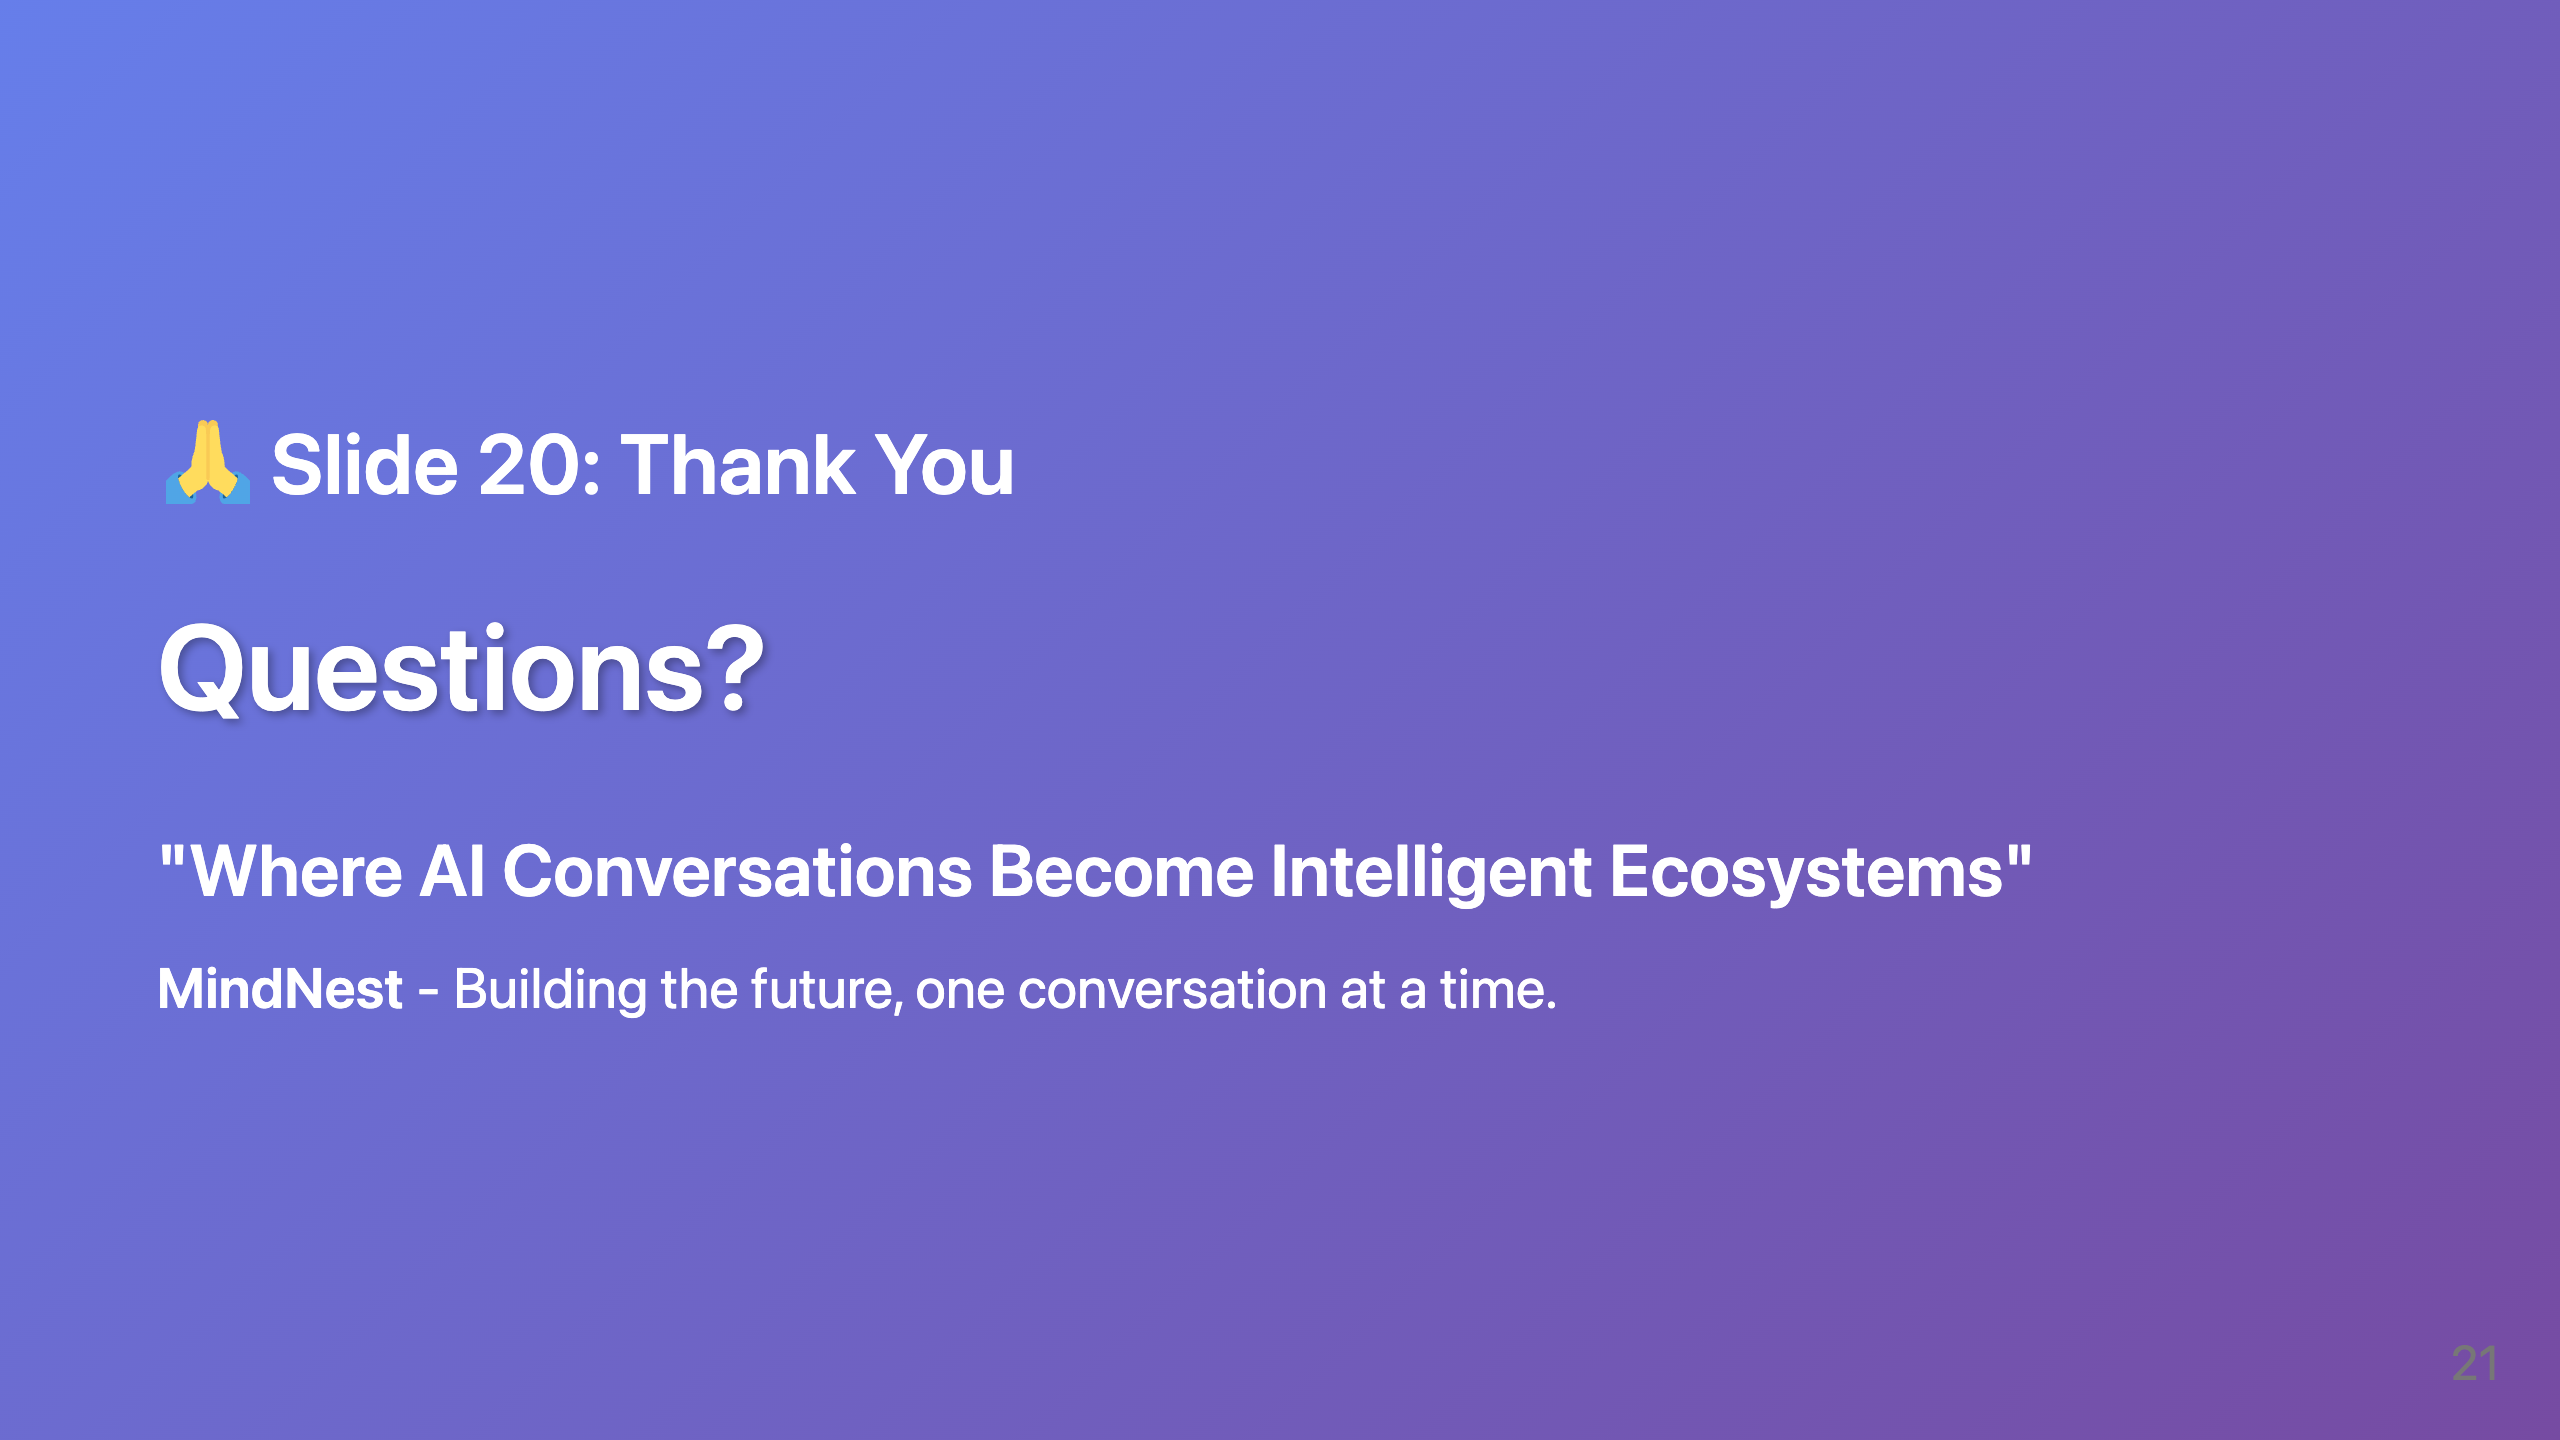 🙏 Slide 20: Thank You
Questions?
"Where AI Conversations Become Intelligent Ecosystems"
MindNest - Building the future, one conversation at a time.
21